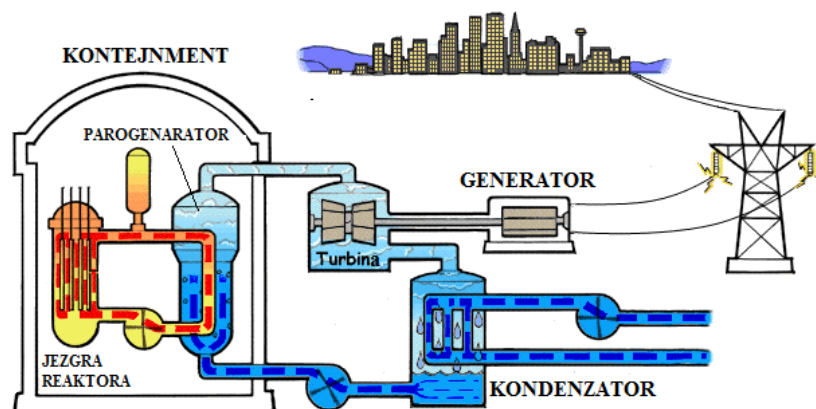 KONTEJNMENT
PAROGENARATOR
GENERATOR
Turbina
JEZGRA
REAKTORA
KONDENZATOR